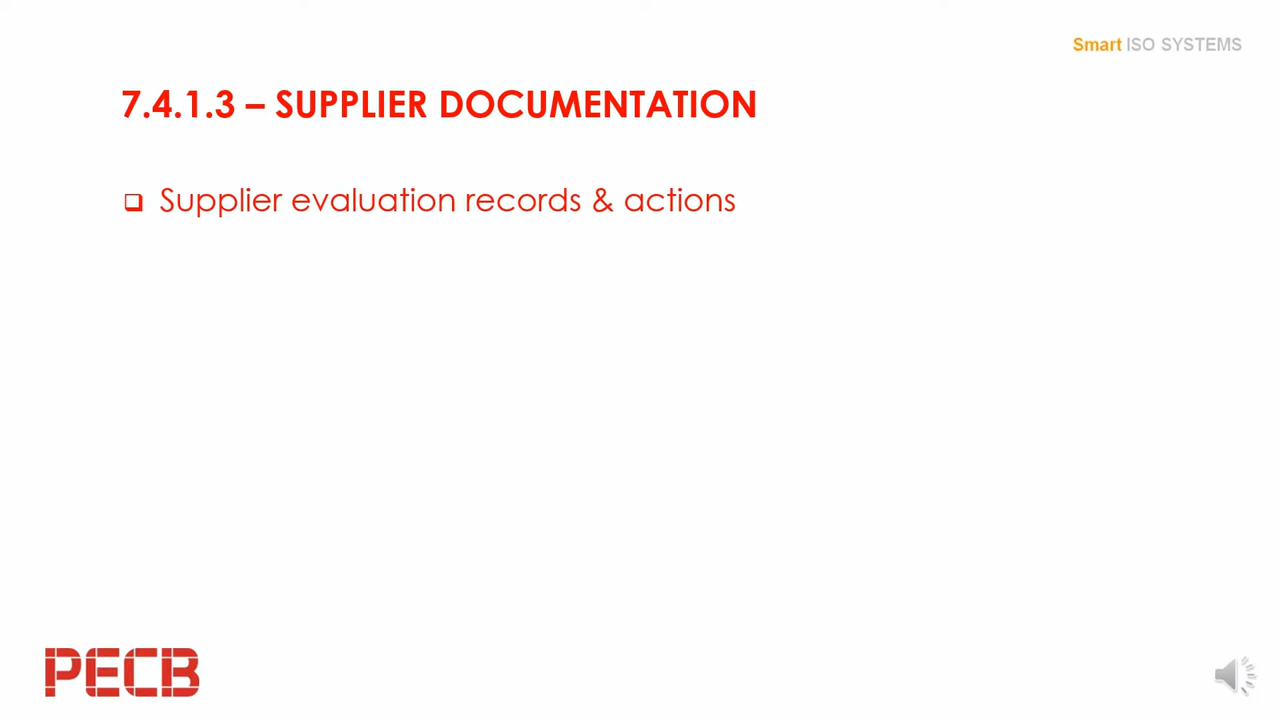 Smart ISO SYSTEMS
7.4.1.3 – SUPPLIER DOCUMENTATION
Supplier evaluation records & actions
PECB